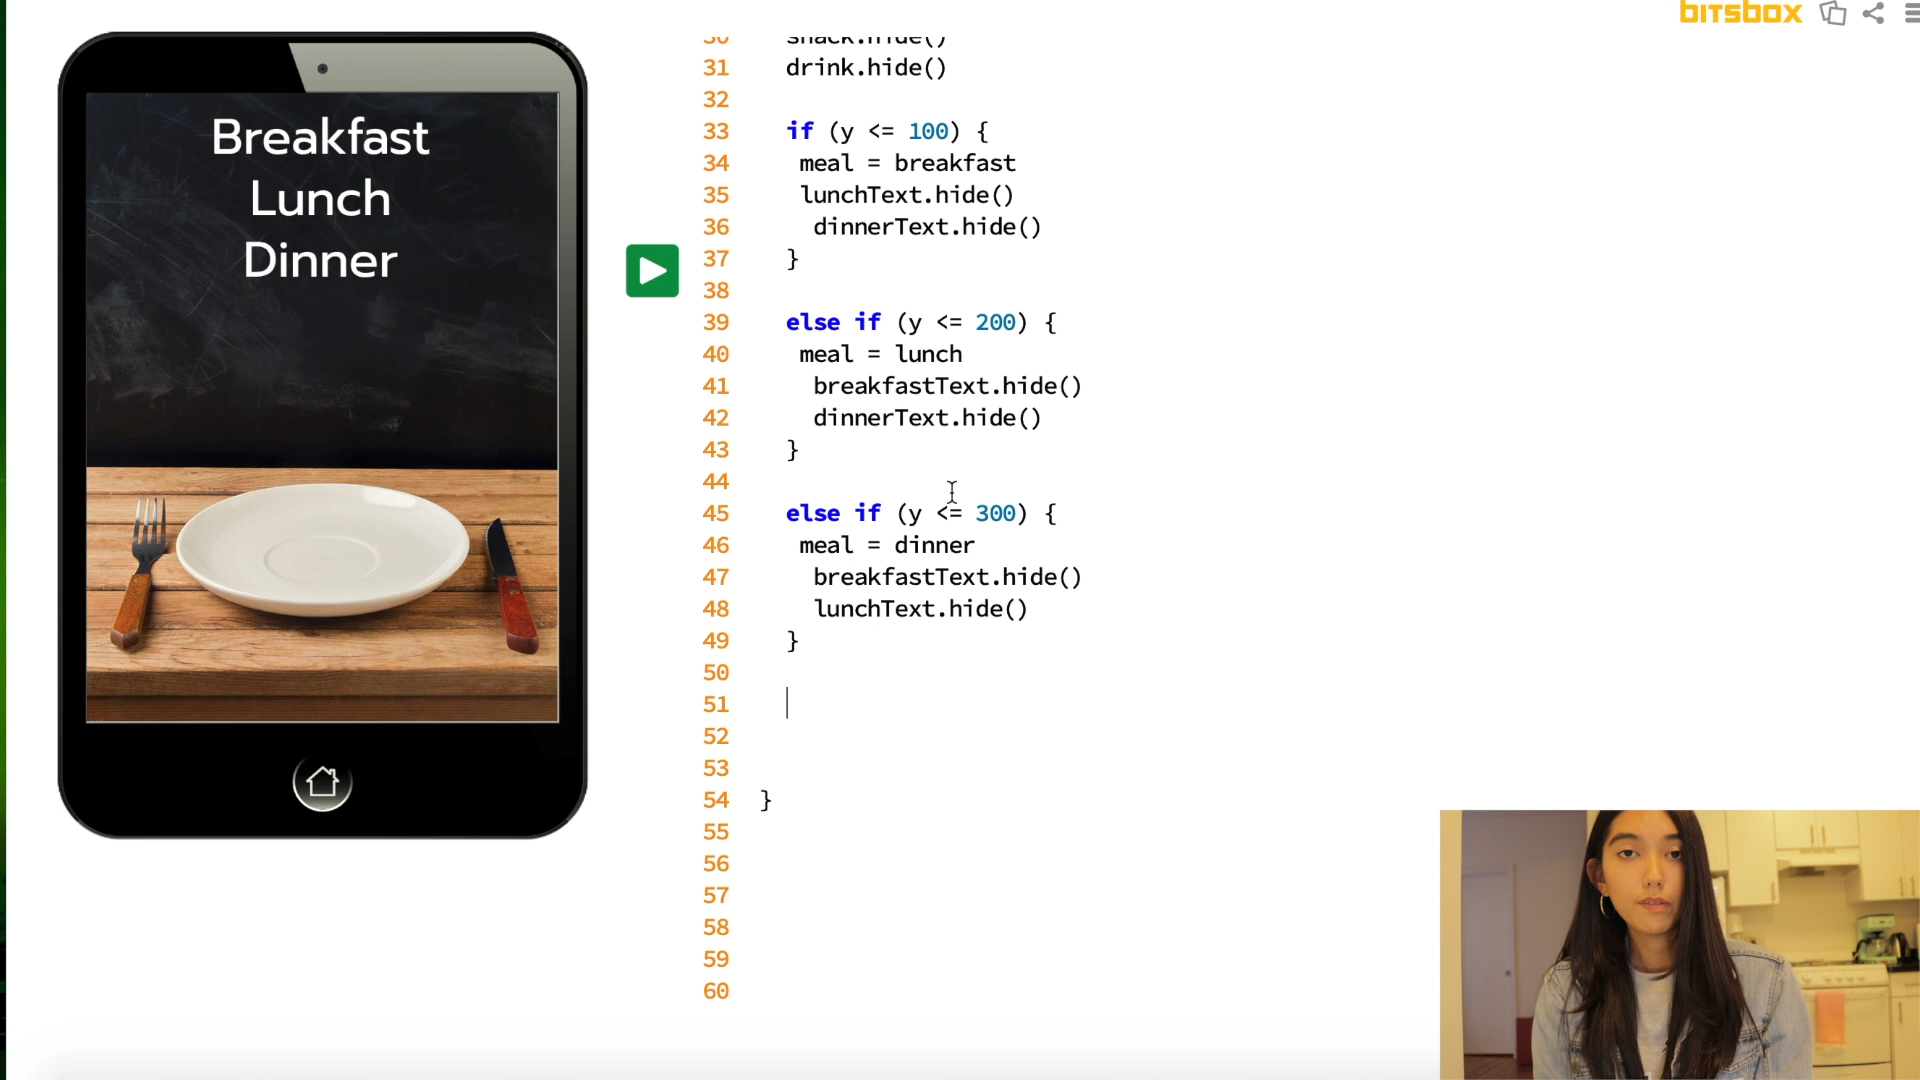 bitsbox
Breakfast
Lunch
Dinner
30 snack.hide()
31 drink.hide()
32
33 if (y <= 100) {
34 meal = breakfast
35 lunchText.hide()
36 dinnerText.hide()
37 }
38
39 else if (y <= 200) {
40 meal = lunch
41 breakfastText.hide()
42 dinnerText.hide()
43 }
44
45 else if (y <= 300) {
46 meal = dinner
47 breakfastText.hide()
48 lunchText.hide()
49 }
50
51
52
53
54 }
55
56
57
58
59
60